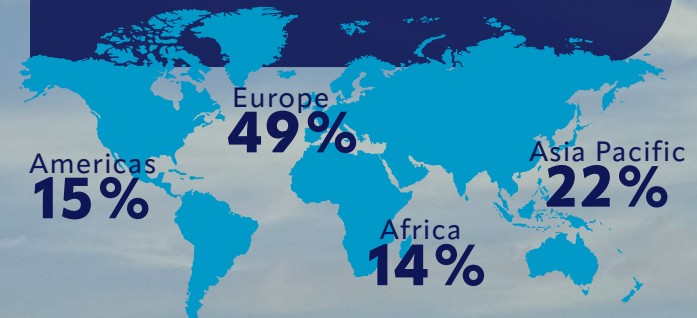 Europe
49%
Americas
15%
Asia Pacific
22%
Africa
14%